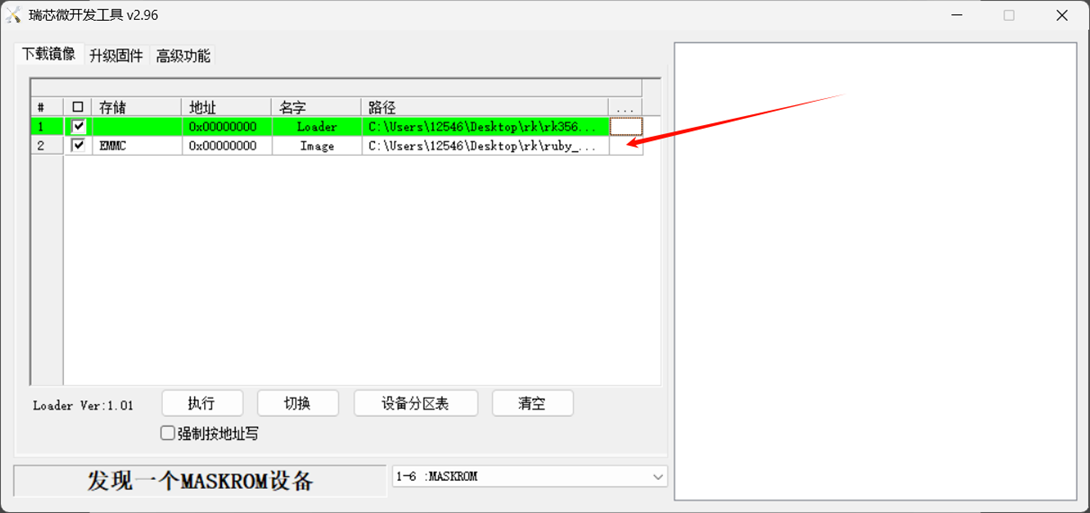 瑞芯微开发工具 v2.96
下载镜像 升级固件 高级功能
# 存储 地址 名字 路径 ...
1 0x00000000 Loader C:\Users\12546\Desktop\rk\rk356...
2 EMMC 0x00000000 Image C:\Users\12546\Desktop\rk\ruby_...
Loader Ver:1.01 执行 切换 设备分区表 清空
强制按地址写
发现一个MASKROM设备 1-6 :MASKROM